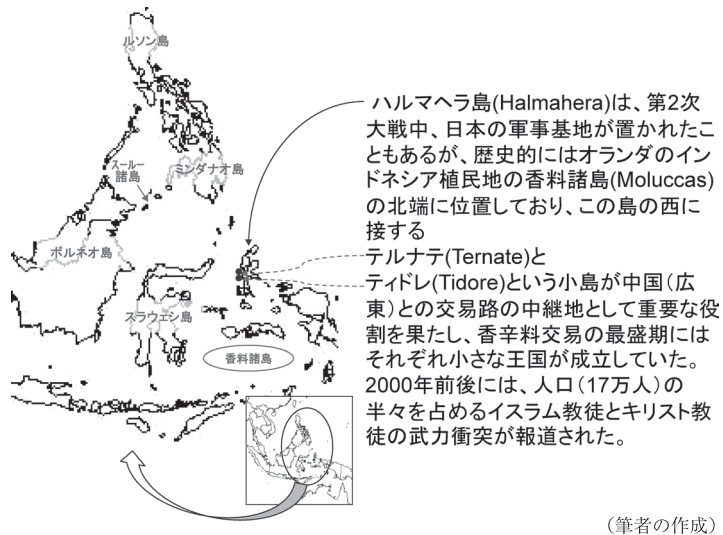 ルソン島
スールー
諸島
ミンダナオ島
ボルネオ島
スラウェシ島
香料諸島
ハルマヘラ島(Halmahera)は、第2次
大戦中、日本の軍事基地が置かれたこ
ともあるが、歴史的にはオランダのイン
ドネシア植民地の香料諸島(Moluccas)
の北端に位置しており、この島の西に
接する
テルナテ(Ternate)と
ティドレ(Tidore)という小島が中国(広
東)との交易路の中継地として重要な役
割を果たし、香辛料交易の最盛期には
それぞれ小さな王国が成立していた。
2000年前後には、人口(17万人)の
半々を占めるイスラム教徒とキリスト教
徒の武力衝突が報道された。
(筆者の作成)